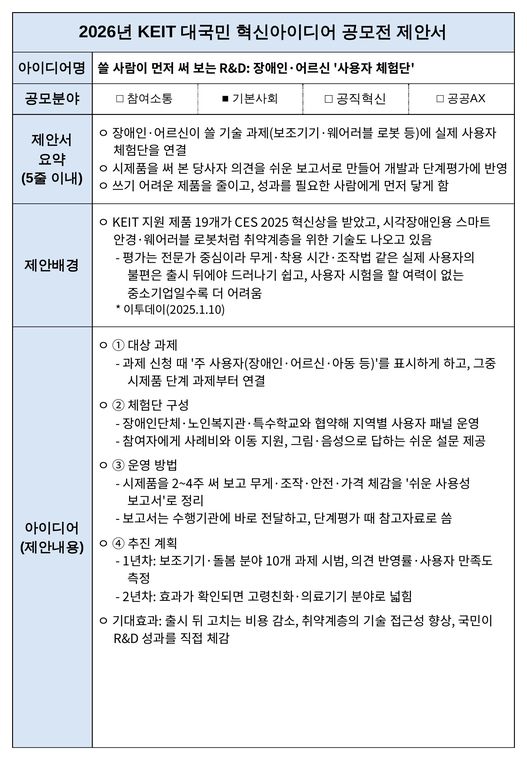 2026년 KEIT 대국민 혁신아이디어 공모전 제안서
아이디어명
쓸 사람이 먼저 써 보는 R&D: 장애인·어르신 '사용자 체험단'
공모분야
□ 참여소통
■ 기본사회
□ 공직혁신
□ 공공AX
제안서
요약
(5줄 이내)
ㅇ 장애인·어르신이 쓸 기술 과제(보조기기·웨어러블 로봇 등)에 실제 사용자
체험단을 연결
ㅇ 시제품을 써 본 당사자 의견을 쉬운 보고서로 만들어 개발과 단계평가에 반영
ㅇ 쓰기 어려운 제품을 줄이고, 성과를 필요한 사람에게 먼저 닿게 함
제안배경
ㅇ KEIT 지원 제품 19개가 CES 2025 혁신상을 받았고, 시각장애인용 스마트
안경·웨어러블 로봇처럼 취약계층을 위한 기술도 나오고 있음
- 평가는 전문가 중심이라 무게·착용 시간·조작법 같은 실제 사용자의
불편은 출시 뒤에야 드러나기 쉽고, 사용자 시험을 할 여력이 없는
중소기업일수록 더 어려움
* 이투데이(2025.1.10)
아이디어
(제안내용)
ㅇ ① 대상 과제
- 과제 신청 때 '주 사용자(장애인·어르신·아동 등)'를 표시하게 하고, 그중
시제품 단계 과제부터 연결
ㅇ ② 체험단 구성
- 장애인단체·노인복지관·특수학교와 협약해 지역별 사용자 패널 운영
- 참여자에게 사례비와 이동 지원, 그림·음성으로 답하는 쉬운 설문 제공
ㅇ ③ 운영 방법
- 시제품을 2~4주 써 보고 무게·조작·안전·가격 체감을 '쉬운 사용성
보고서'로 정리
- 보고서는 수행기관에 바로 전달하고, 단계평가 때 참고자료로 씀
ㅇ ④ 추진 계획
- 1년차: 보조기기·돌봄 분야 10개 과제 시범, 의견 반영률·사용자 만족도
측정
- 2년차: 효과가 확인되면 고령친화·의료기기 분야로 넓힘
ㅇ 기대효과: 출시 뒤 고치는 비용 감소, 취약계층의 기술 접근성 향상, 국민이
R&D 성과를 직접 체감